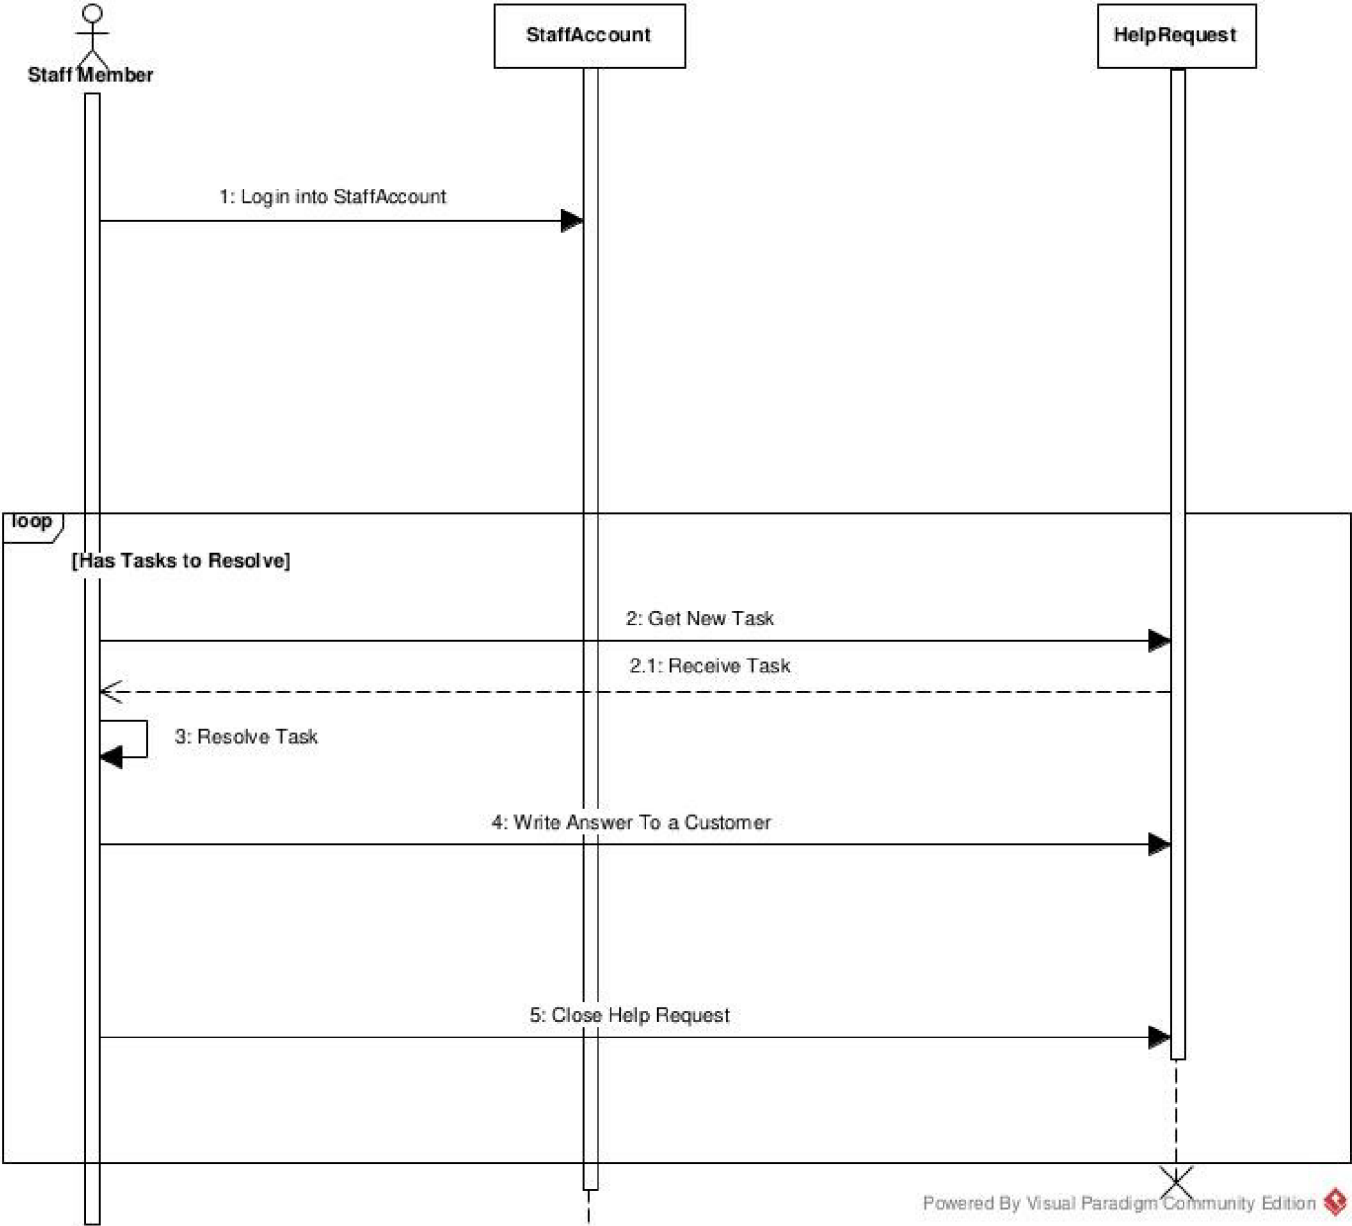 StaffAccount
HelpRequest
Staff Member
1: Login into StaffAccount
loop
[Has Tasks to Resolve]
2: Get New Task
2.1: Receive Task
3: Resolve Task
4: Write Answer To a Customer
5: Close Help Request
Powered By Visual Paradigm Community Edition